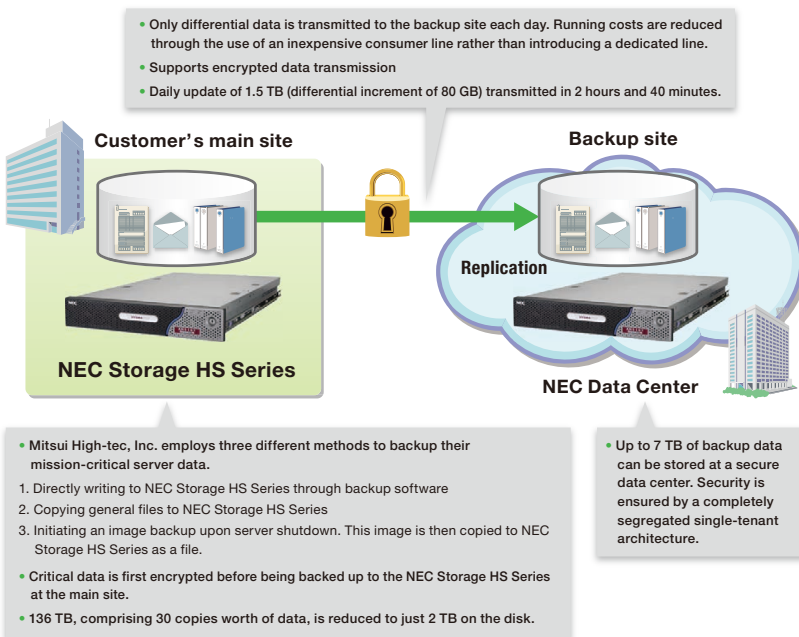 • Only differential data is transmitted to the backup site each day. Running costs are reduced
through the use of an inexpensive consumer line rather than introducing a dedicated line.
• Supports encrypted data transmission
• Daily update of 1.5 TB (differential increment of 80 GB) transmitted in 2 hours and 40 minutes.
Customer's main site
Backup site
Replication
NEC
NEC
NEC Storage HS Series
NEC Data Center
• Mitsui High-tec, Inc. employs three different methods to backup their
mission-critical server data.
1. Directly writing to NEC Storage HS Series through backup software
2. Copying general files to NEC Storage HS Series
3. Initiating an image backup upon server shutdown. This image is then copied to NEC
Storage HS Series as a file.
• Critical data is first encrypted before being backed up to the NEC Storage HS Series
at the main site.
• 136 TB, comprising 30 copies worth of data, is reduced to just 2 TB on the disk.
• Up to 7 TB of backup data
can be stored at a secure
data center. Security is
ensured by a completely
segregated single-tenant
architecture.